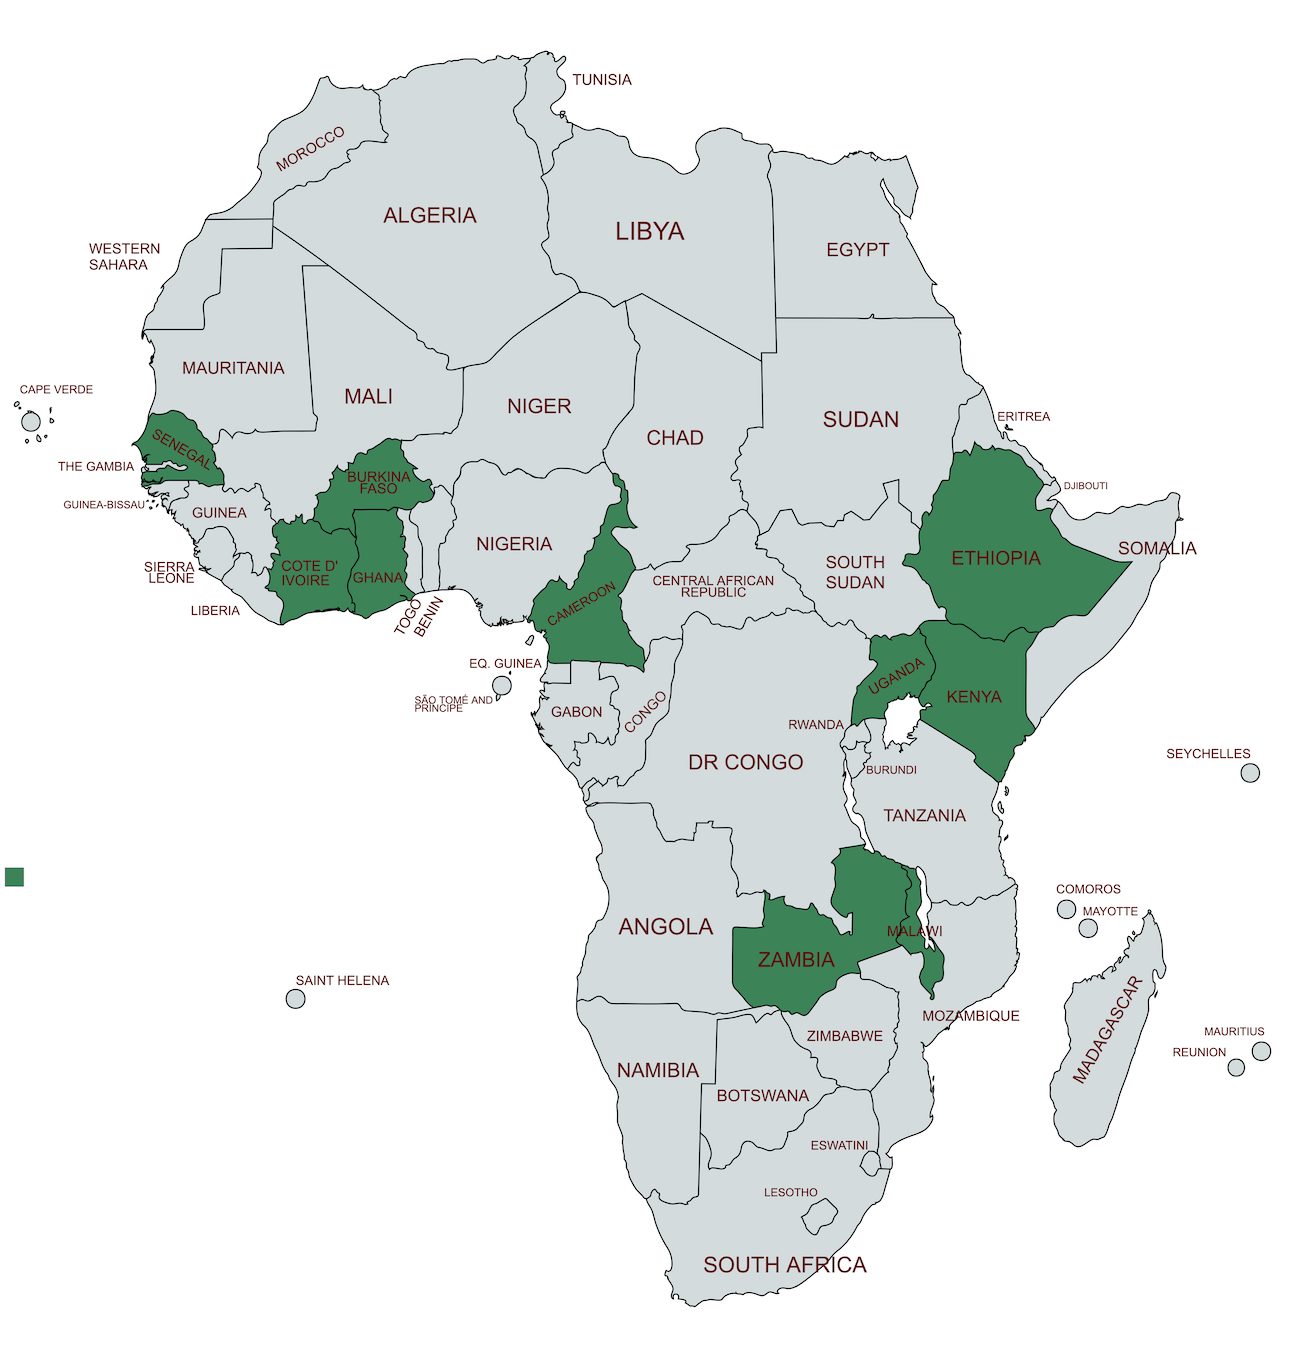 TUNISIA
MOROCCO
ALGERIA
LIBYA
EGYPT
WESTERN
SAHARA
MAURITANIA
MALI
NIGER
CHAD
SUDAN
ERITREA
CAPE VERDE
SENEGAL
THE GAMBIA
GUINEA-BISSAU
GUINEA
BURKINA
FASO
DJIBOUTI
SIERRA
LEONE
LIBERIA
COTE D'
IVOIRE
GHANA
TOGO
BENIN
NIGERIA
CAMEROON
CENTRAL AFRICAN
REPUBLIC
SOUTH
SUDAN
ETHIOPIA
SOMALIA
EQ. GUINEA
SÃO TOMÉ AND
PRINCIPE
GABON
CONGO
DR CONGO
UGANDA
KENYA
RWANDA
BURUNDI
TANZANIA
SEYCHELLES
COMOROS
MAYOTTE
ANGOLA
ZAMBIA
MALAWI
SAINT HELENA
MOZAMBIQUE
MADAGASCAR
ZIMBABWE
MAURITIUS
REUNION
NAMIBIA
BOTSWANA
ESWATINI
LESOTHO
SOUTH AFRICA